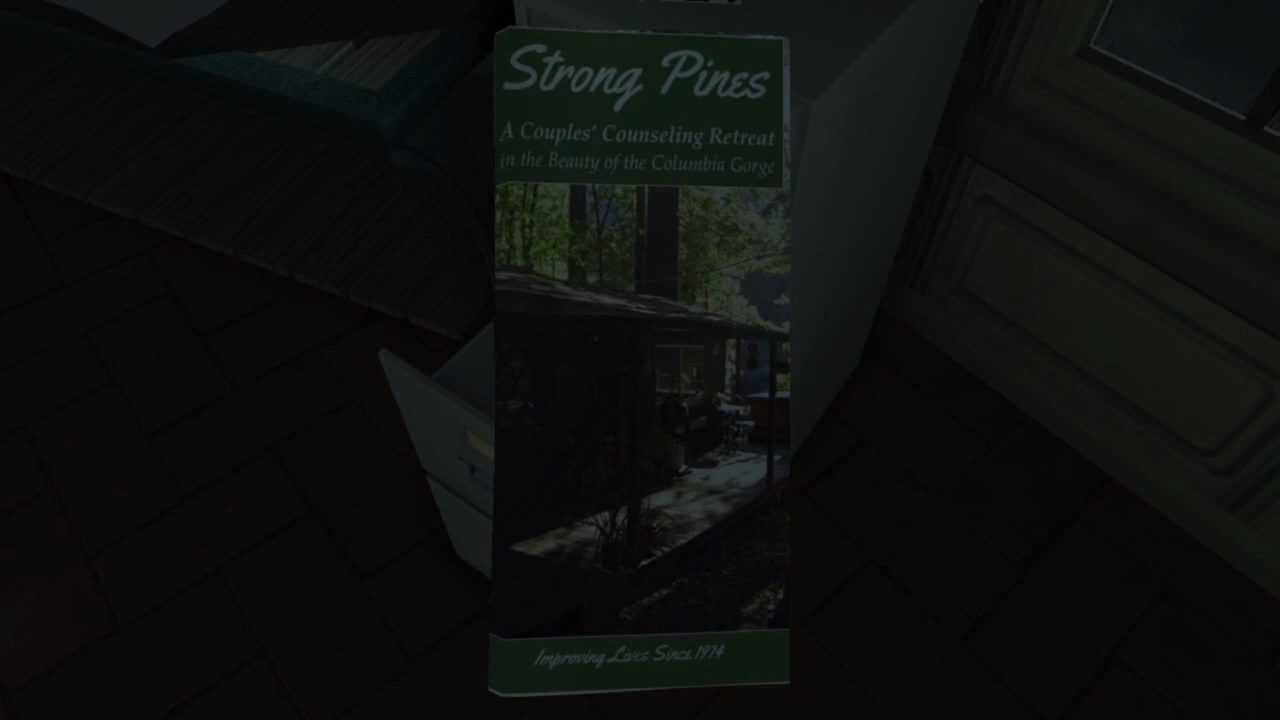 Strong Pines
A Couples' Counseling Retreat
in the Beauty of the Columbia Gorge
Improving Lives Since 1974